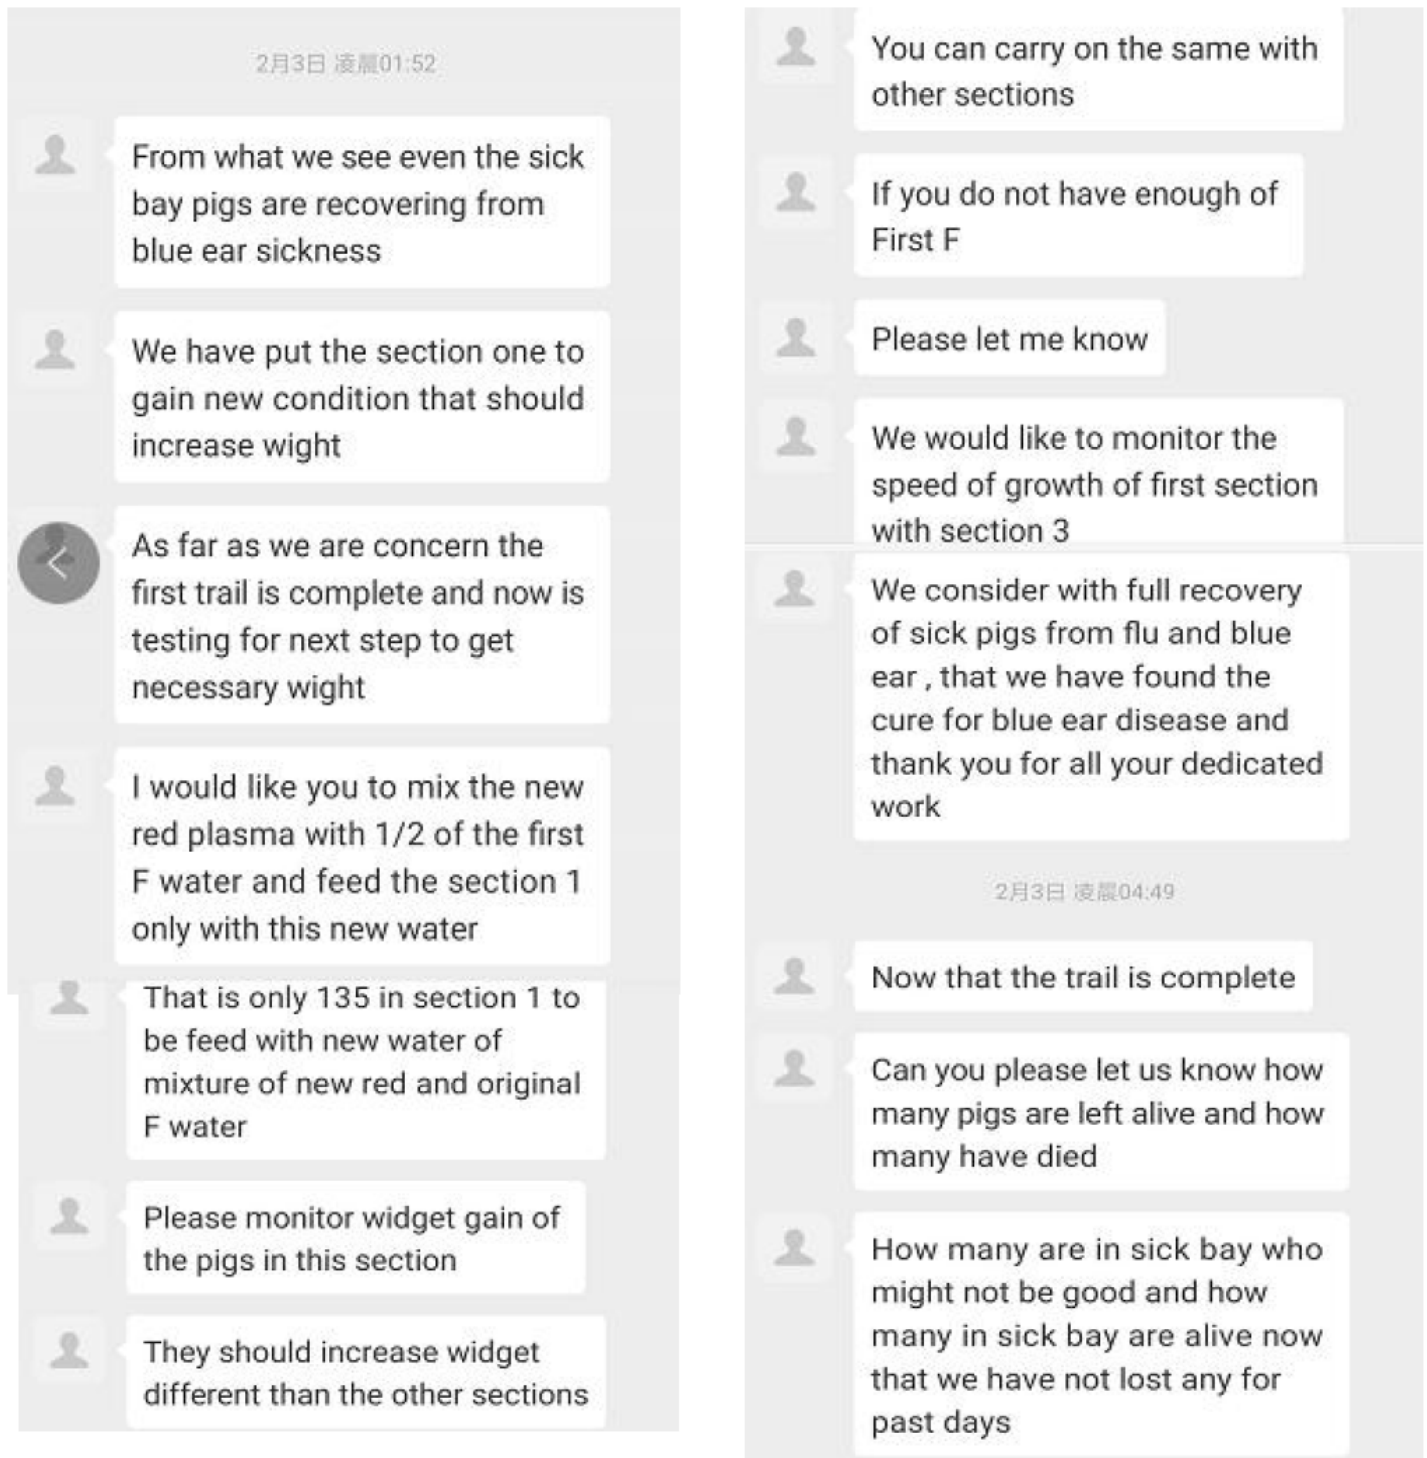 2月3日 凌晨01:52
From what we see even the sick
bay pigs are recovering from
blue ear sickness
We have put the section one to
gain new condition that should
increase wight
As far as we are concern the
first trail is complete and now is
testing for next step to get
necessary wight
I would like you to mix the new
red plasma with 1/2 of the first
F water and feed the section 1
only with this new water
That is only 135 in section 1 to
be feed with new water of
mixture of new red and original
F water
Please monitor widget gain of
the pigs in this section
They should increase widget
different than the other sections
You can carry on the same with
other sections
If you do not have enough of
First F
Please let me know
We would like to monitor the
speed of growth of first section
with section 3
We consider with full recovery
of sick pigs from flu and blue
ear , that we have found the
cure for blue ear disease and
thank you for all your dedicated
work
2月3日 凌晨04:49
Now that the trail is complete
Can you please let us know how
many pigs are left alive and how
many have died
How many are in sick bay who
might not be good and how
many in sick bay are alive now
that we have not lost any for
past days